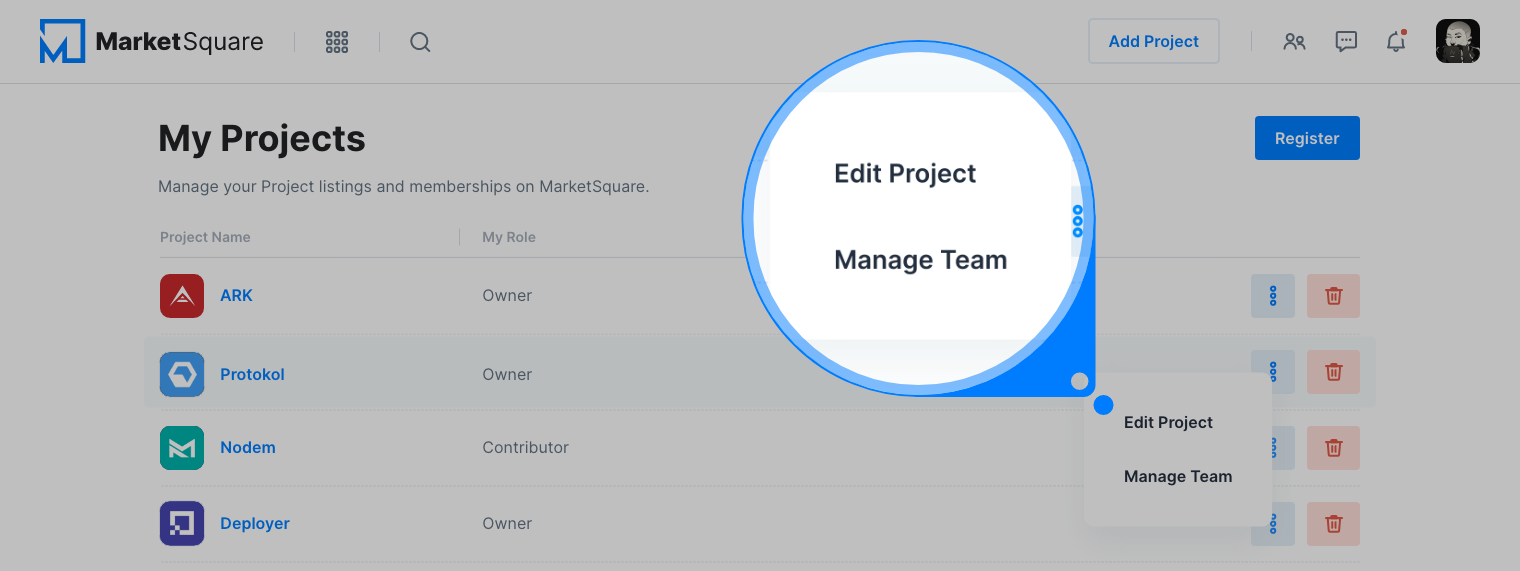 MarketSquare
Add Project
My Projects
Register
Manage your Project listings and memberships on MarketSquare.
Edit Project
Manage Team
Project Name
My Role
ARK
Owner
Protokol
Owner
Edit Project
Nodem
Contributor
Manage Team
Deployer
Owner